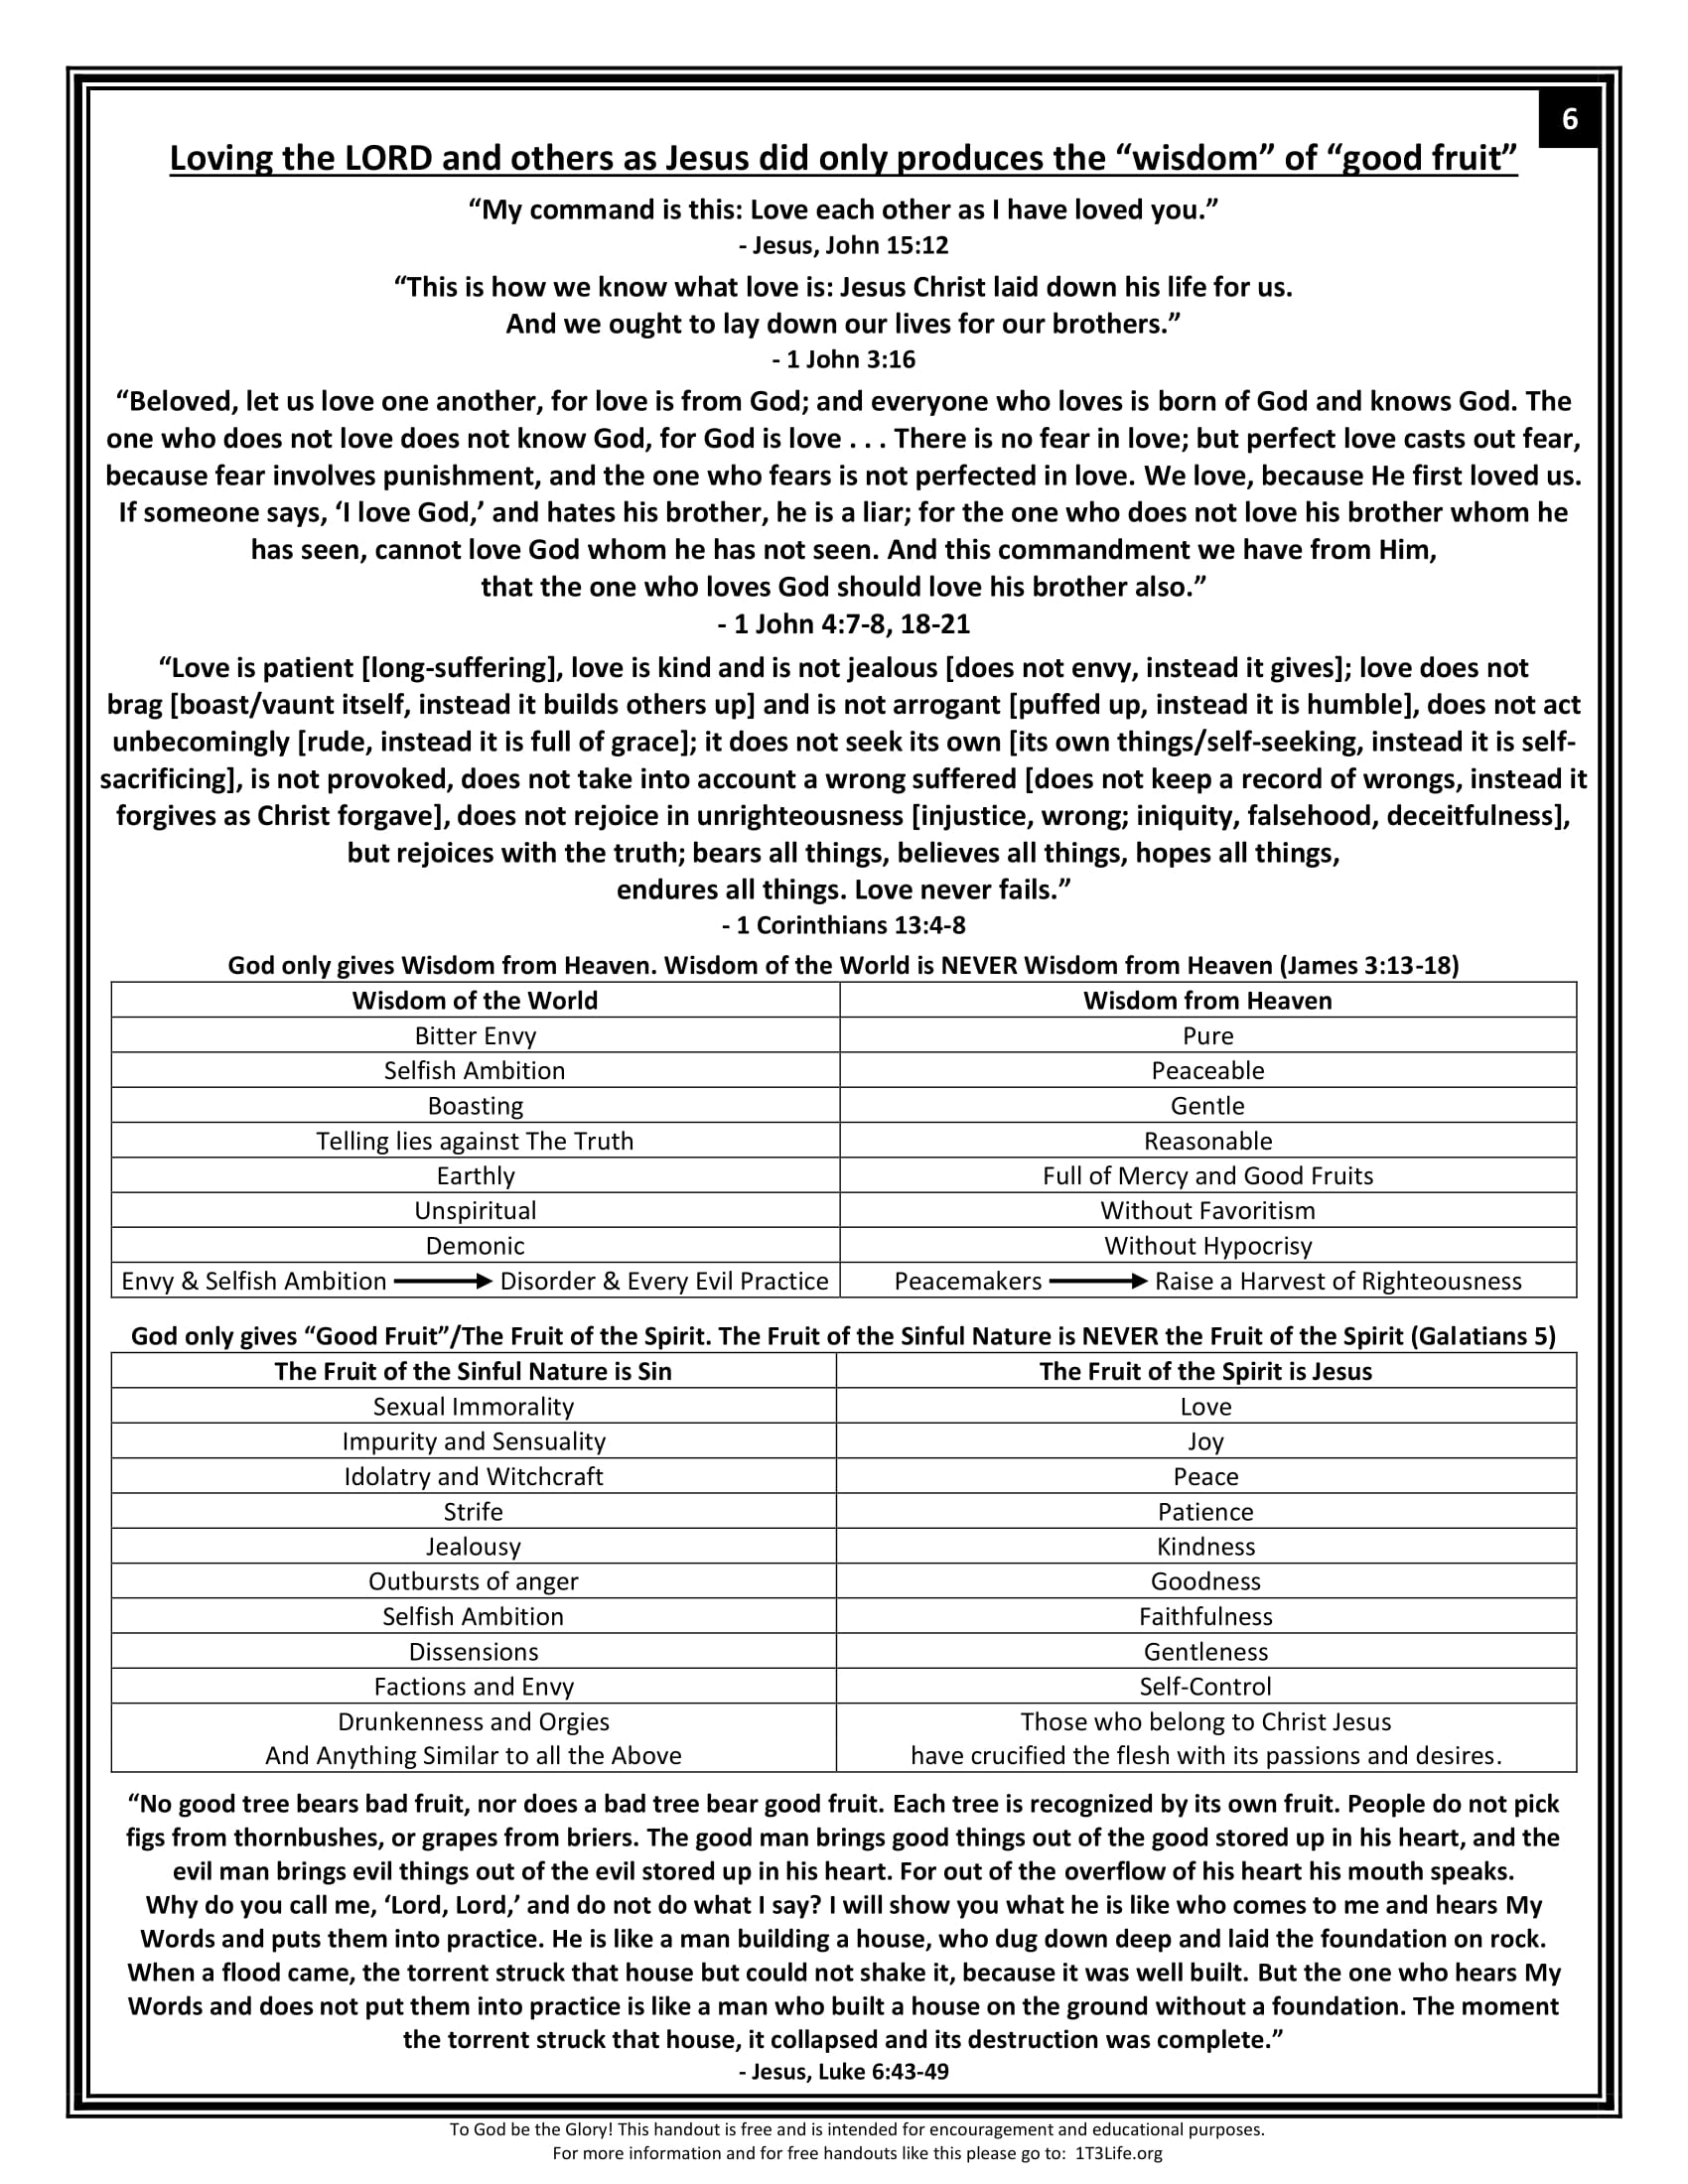 6
Loving the LORD and others as Jesus did only produces the “wisdom” of “good fruit”
“My command is this: Love each other as I have loved you.”
- Jesus, John 15:12
“This is how we know what love is: Jesus Christ laid down his life for us.
And we ought to lay down our lives for our brothers.”
- 1 John 3:16
“Beloved, let us love one another, for love is from God; and everyone who loves is born of God and knows God. The
one who does not love does not know God, for God is love . . . There is no fear in love; but perfect love casts out fear,
because fear involves punishment, and the one who fears is not perfected in love. We love, because He first loved us.
If someone says, ‘I love God,’ and hates his brother, he is a liar; for the one who does not love his brother whom he
has seen, cannot love God whom he has not seen. And this commandment we have from Him,
that the one who loves God should love his brother also.”
- 1 John 4:7-8, 18-21
“Love is patient [long-suffering], love is kind and is not jealous [does not envy, instead it gives]; love does not
brag [boast/vaunt itself, instead it builds others up] and is not arrogant [puffed up, instead it is humble], does not act
unbecomingly [rude, instead it is full of grace]; it does not seek its own [its own things/self-seeking, instead it is self-
sacrificing], is not provoked, does not take into account a wrong suffered [does not keep a record of wrongs, instead it
forgives as Christ forgave], does not rejoice in unrighteousness [injustice, wrong; iniquity, falsehood, deceitfulness],
but rejoices with the truth; bears all things, believes all things, hopes all things,
endures all things. Love never fails.”
- 1 Corinthians 13:4-8
God only gives Wisdom from Heaven. Wisdom of the World is NEVER Wisdom from Heaven (James 3:13-18)
Wisdom of the World Wisdom from Heaven
Bitter Envy Pure
Selfish Ambition Peaceable
Boasting Gentle
Telling lies against The Truth Reasonable
Earthly Full of Mercy and Good Fruits
Unspiritual Without Favoritism
Demonic Without Hypocrisy
Envy & Selfish Ambition Disorder & Every Evil Practice Peacemakers Raise a Harvest of Righteousness
God only gives “Good Fruit”/The Fruit of the Spirit. The Fruit of the Sinful Nature is NEVER the Fruit of the Spirit (Galatians 5)
The Fruit of the Sinful Nature is Sin The Fruit of the Spirit is Jesus
Sexual Immorality Love
Impurity and Sensuality Joy
Idolatry and Witchcraft Peace
Strife Patience
Jealousy Kindness
Outbursts of anger Goodness
Selfish Ambition Faithfulness
Dissensions Gentleness
Factions and Envy Self-Control
Drunkenness and Orgies Those who belong to Christ Jesus
And Anything Similar to all the Above have crucified the flesh with its passions and desires.
“No good tree bears bad fruit, nor does a bad tree bear good fruit. Each tree is recognized by its own fruit. People do not pick
figs from thornbushes, or grapes from briers. The good man brings good things out of the good stored up in his heart, and the
evil man brings evil things out of the evil stored up in his heart. For out of the overflow of his heart his mouth speaks.
Why do you call me, ‘Lord, Lord,’ and do not do what I say? I will show you what he is like who comes to me and hears My
Words and puts them into practice. He is like a man building a house, who dug down deep and laid the foundation on rock.
When a flood came, the torrent struck that house but could not shake it, because it was well built. But the one who hears My
Words and does not put them into practice is like a man who built a house on the ground without a foundation. The moment
the torrent struck that house, it collapsed and its destruction was complete.”
- Jesus, Luke 6:43-49
To God be the Glory! This handout is free and is intended for encouragement and educational purposes.
For more information and for free handouts like this please go to: 1T3Life.org